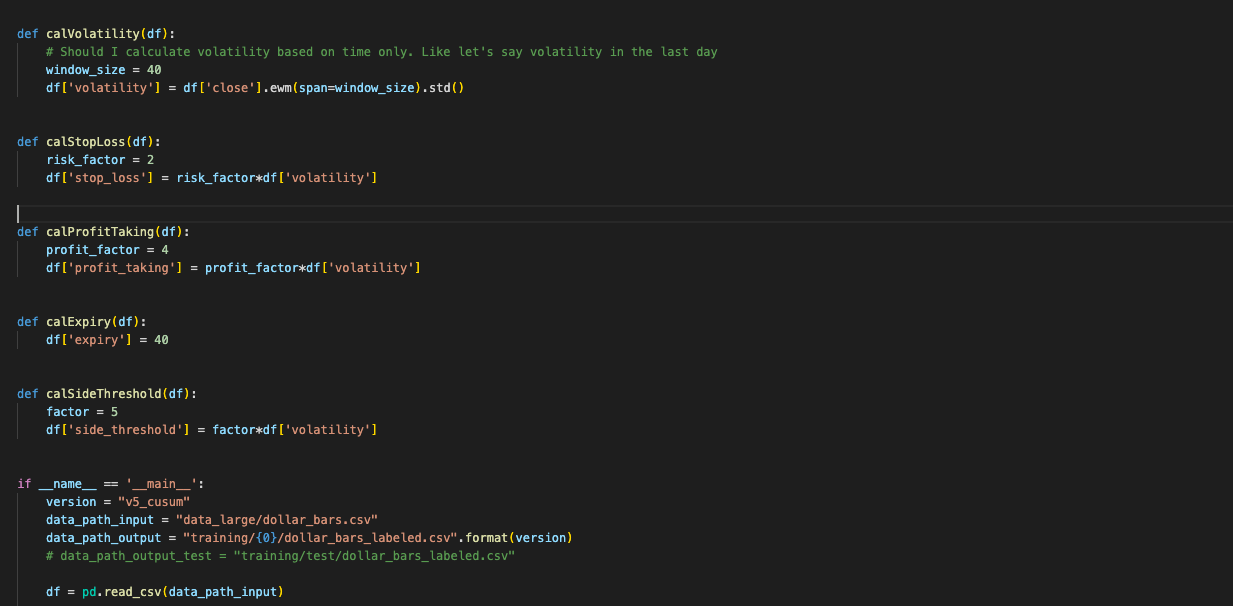 def calVolatility(df):
    # Should I calculate volatility based on time only. Like let's say volatility in the last day
    window_size = 40
    df['volatility'] = df['close'].ewm(span=window_size).std()
def calStopLoss(df):
    risk_factor = 2
    df['stop_loss'] = risk_factor*df['volatility']
def calProfitTaking(df):
    profit_factor = 4
    df['profit_taking'] = profit_factor*df['volatility']
def calExpiry(df):
    df['expiry'] = 40
def calSideThreshold(df):
    factor = 5
    df['side_threshold'] = factor*df['volatility']
if __name__ == '__main__':
    version = "v5_cusum"
    data_path_input = "data_large/dollar_bars.csv"
    data_path_output = "training/{0}/dollar_bars_labeled.csv".format(version)
    # data_path_output_test = "training/test/dollar_bars_labeled.csv"
    df = pd.read_csv(data_path_input)